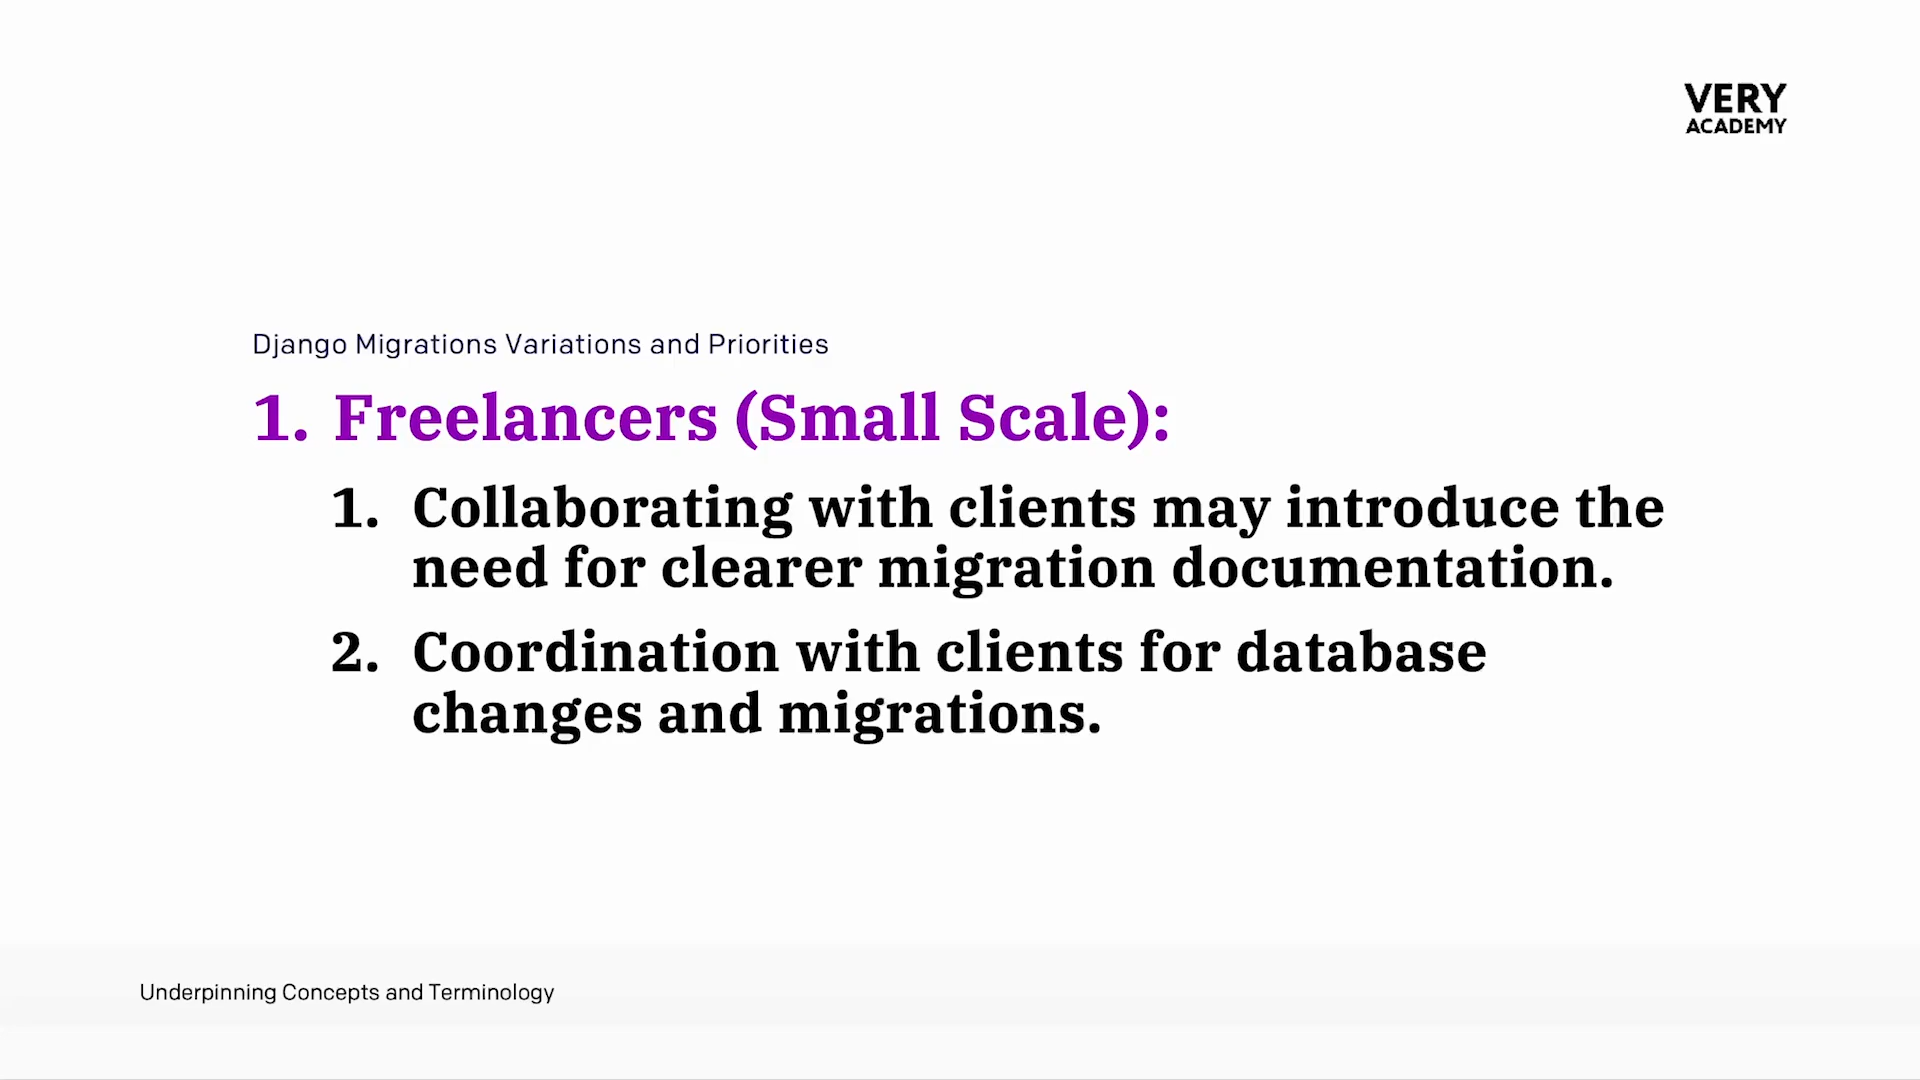 VERY
ACADEMY
Django Migrations Variations and Priorities
1. Freelancers (Small Scale):
1. Collaborating with clients may introduce the
need for clearer migration documentation.
2. Coordination with clients for database
changes and migrations.
Underpinning Concepts and Terminology